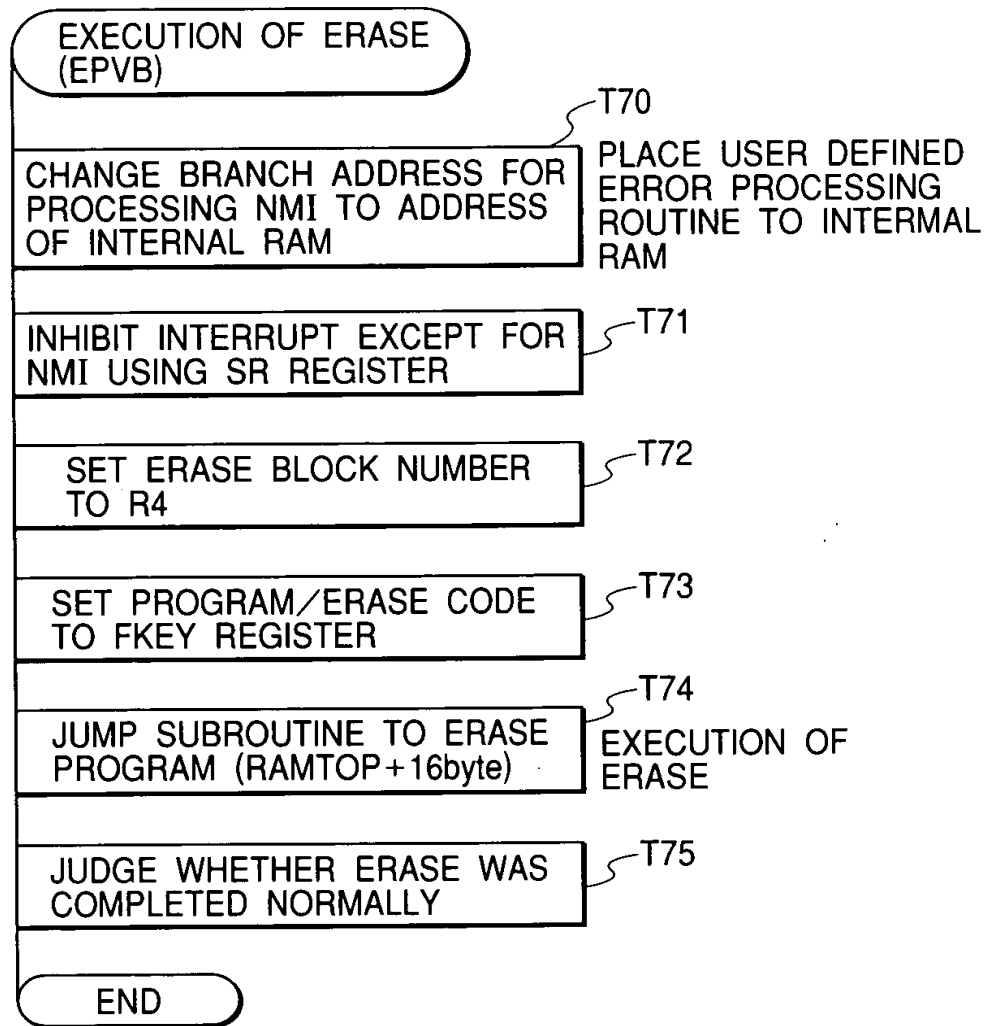 EXECUTION OF ERASE
(EPVB)
T70
CHANGE BRANCH ADDRESS FOR
PROCESSING NMI TO ADDRESS
OF INTERNAL RAM
PLACE USER DEFINED
ERROR PROCESSING
ROUTINE TO INTERMAL
RAM
T71
INHIBIT INTERRUPT EXCEPT FOR
NMI USING SR REGISTER
T72
SET ERASE BLOCK NUMBER
TO R4
T73
SET PROGRAM/ERASE CODE
TO FKEY REGISTER
T74
JUMP SUBROUTINE TO ERASE
PROGRAM (RAMTOP+16byte)
EXECUTION OF
ERASE
T75
JUDGE WHETHER ERASE WAS
COMPLETED NORMALLY
END